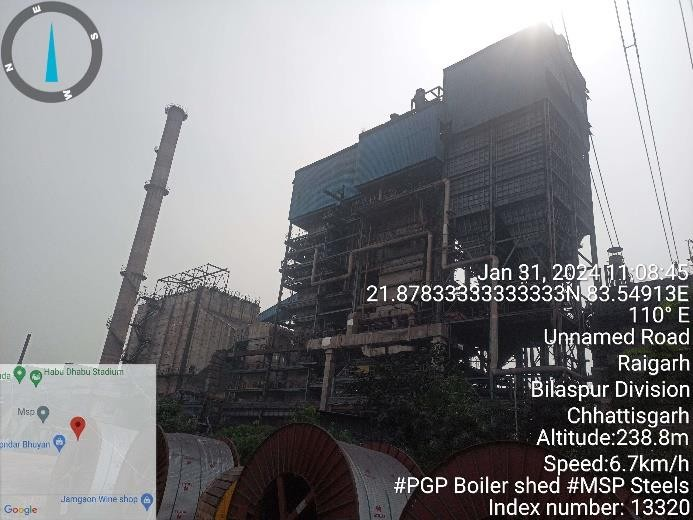 E
S
N
W
Jan 31, 2024 11:08:45
21.87833333333333N 83.54913E
110° E
Unnamed Road
Raigarh
Bilaspur Division
Chhattisgarh
Altitude:238.8m
Speed:6.7km/h
#PGP Boiler shed #MSP Steels
Index number: 13320
Habu Dhabu Stadium
Msp
Bhuyan
Jamgaon Wine shop
Google